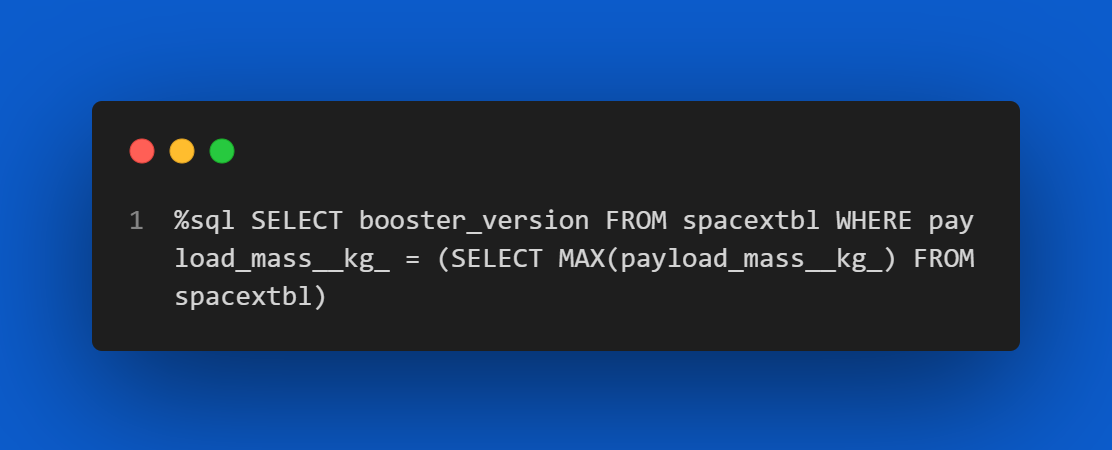 1 %sql SELECT booster_version FROM spacextbl WHERE pay
load_mass__kg_ = (SELECT MAX(payload_mass__kg_) FROM
spacextbl)